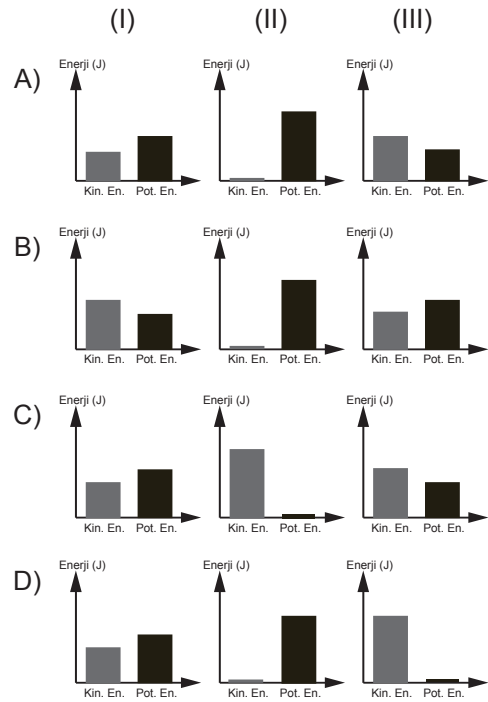 (I) (II) (III)
A)
Enerji (J) Enerji (J) Enerji (J)
Kin. En. Pot. En. Kin. En. Pot. En. Kin. En. Pot. En.
B)
Enerji (J) Enerji (J) Enerji (J)
Kin. En. Pot. En. Kin. En. Pot. En. Kin. En. Pot. En.
C)
Enerji (J) Enerji (J) Enerji (J)
Kin. En. Pot. En. Kin. En. Pot. En. Kin. En. Pot. En.
D)
Enerji (J) Enerji (J) Enerji (J)
Kin. En. Pot. En. Kin. En. Pot. En. Kin. En. Pot. En.